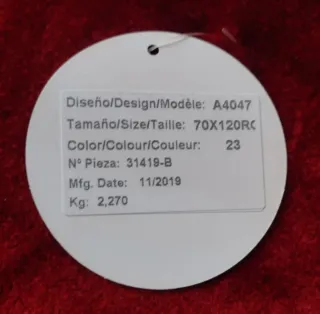 Diseño/Design/Modèle: A4047
Tamaño/Size/Taille: 70X120RC
Color/Colour/Couleur: 23
Nº Pieza: 31419-B
Mfg. Date: 11/2019
Kg: 2,270